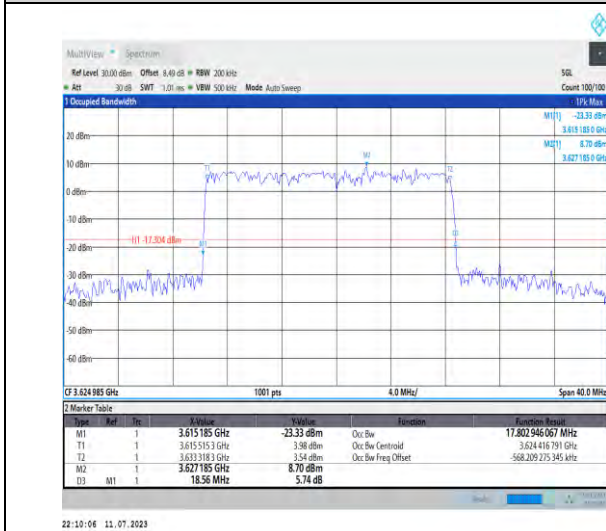 MultiView Spectrum
Ref Level 30.00 dBm Offset 8.49 dB RBW 200 kHz SGL
Att 30 dB SWT 1.01 ms VBW 500 kHz Mode Auto Sweep Count 100/100
1 Occupied Bandwidth 1Pk Max
M1[1] -23.33 dBm
3.615 185 0 GHz
M2[1] 8.70 dBm
3.627 185 0 GHz
20 dBm
T1 M2 T2
10 dBm
0 dBm
-10 dBm
H1 -17.304 dBm
-20 dBm
-30 dBm
-40 dBm
-50 dBm
-60 dBm
CF 3.624 985 GHz 1001 pts 4.0 MHz/ Span 40.0 MHz
2 Marker Table
Type Ref Trc X-Value Y-Value Function Function Result
M1 1 3.615185 GHz -23.33 dBm Occ Bw 17.802 946 067 MHz
T1 1 3.6155153 GHz 3.98 dBm Occ Bw Centroid 3.624 416 791 GHz
T2 1 3.6333183 GHz 3.54 dBm Occ Bw Freq Offset -568.209 275 345 kHz
M2 1 3.627185 GHz 8.70 dBm
D3 M1 1 18.56 MHz 5.74 dB
22:10:06 11.07.2023